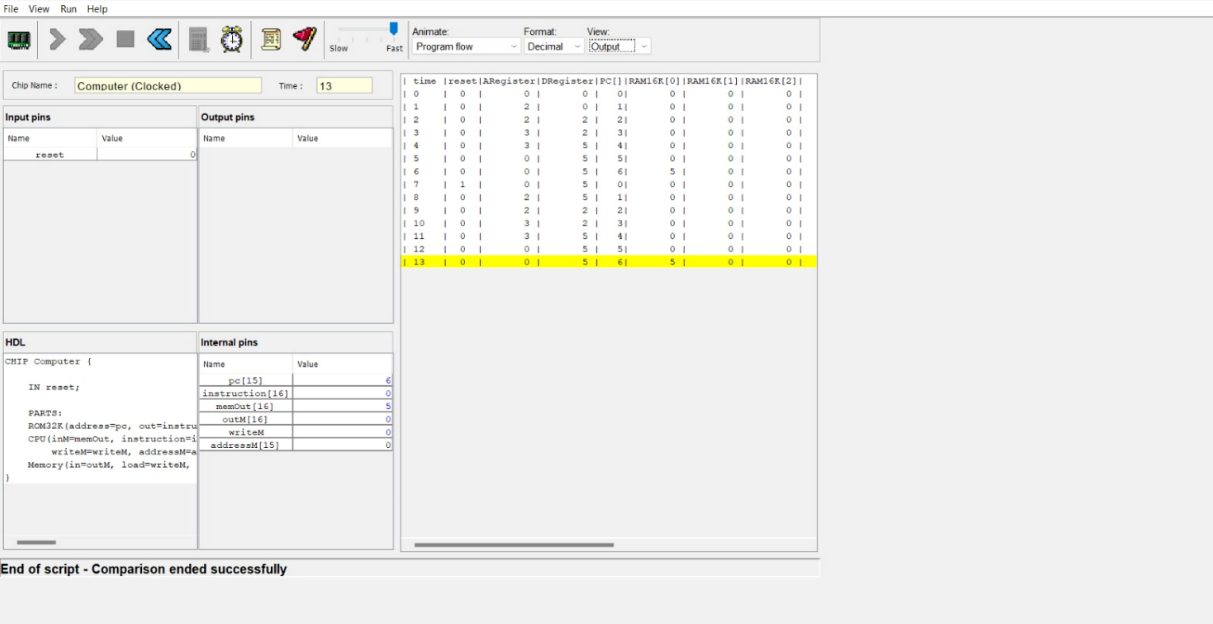 File View Run Help
Animate: Format: View:
Slow Fast Program flow Decimal Output
Chip Name : Computer (Clocked) Time : 13
Input pins Output pins
Name Value Name Value
reset 0
HDL Internal pins
CHIP Computer { Name Value
pc[15] 6
IN reset; instruction[16] 0
memOut[16] 5
PARTS: outM[16] 0
ROM32K(address=pc, out=instru writeM 0
CPU(inM=memOut, instruction=i addressM[15] 0
writeM=writeM, addressM=a
Memory(in=outM, load=writeM,
}
| time |reset|ARegister|DRegister|PC[]|RAM16K[0]|RAM16K[1]|RAM16K[2]|
| 0 | 0 | 0 | 0 | 0| 0 | 0 | 0 |
| 1 | 0 | 2 | 0 | 1| 0 | 0 | 0 |
| 2 | 0 | 2 | 2 | 2| 0 | 0 | 0 |
| 3 | 0 | 3 | 2 | 3| 0 | 0 | 0 |
| 4 | 0 | 3 | 5 | 4| 0 | 0 | 0 |
| 5 | 0 | 0 | 5 | 5| 0 | 0 | 0 |
| 6 | 0 | 0 | 5 | 6| 5 | 0 | 0 |
| 7 | 1 | 0 | 5 | 0| 0 | 0 | 0 |
| 8 | 0 | 2 | 5 | 1| 0 | 0 | 0 |
| 9 | 0 | 2 | 2 | 2| 0 | 0 | 0 |
| 10 | 0 | 3 | 2 | 3| 0 | 0 | 0 |
| 11 | 0 | 3 | 5 | 4| 0 | 0 | 0 |
| 12 | 0 | 0 | 5 | 5| 0 | 0 | 0 |
| 13 | 0 | 0 | 5 | 6| 5 | 0 | 0 |
End of script - Comparison ended successfully